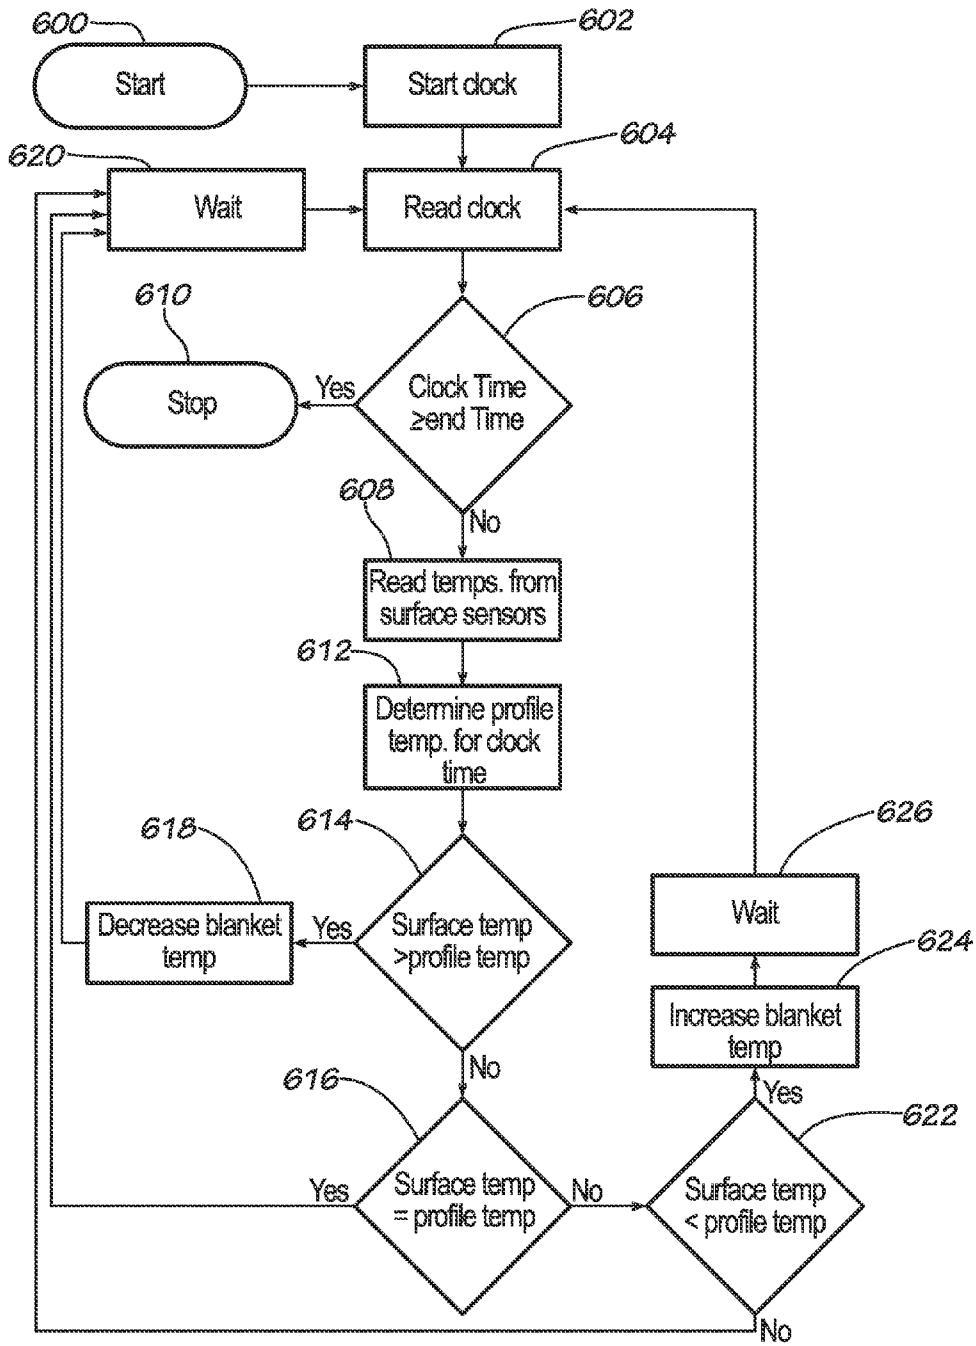 600
Start
602
Start clock
620
Wait
604
Read clock
610
Stop
Yes
606
Clock Time
≥end Time
No
608
Read temps. from
surface sensors
612
Determine profile
temp. for clock
time
618
Decrease blanket
temp
Yes
614
Surface temp
>profile temp
No
626
Wait
624
Increase blanket
temp
Yes
616
Surface temp
= profile temp
Yes
No
622
Surface temp
< profile temp
No